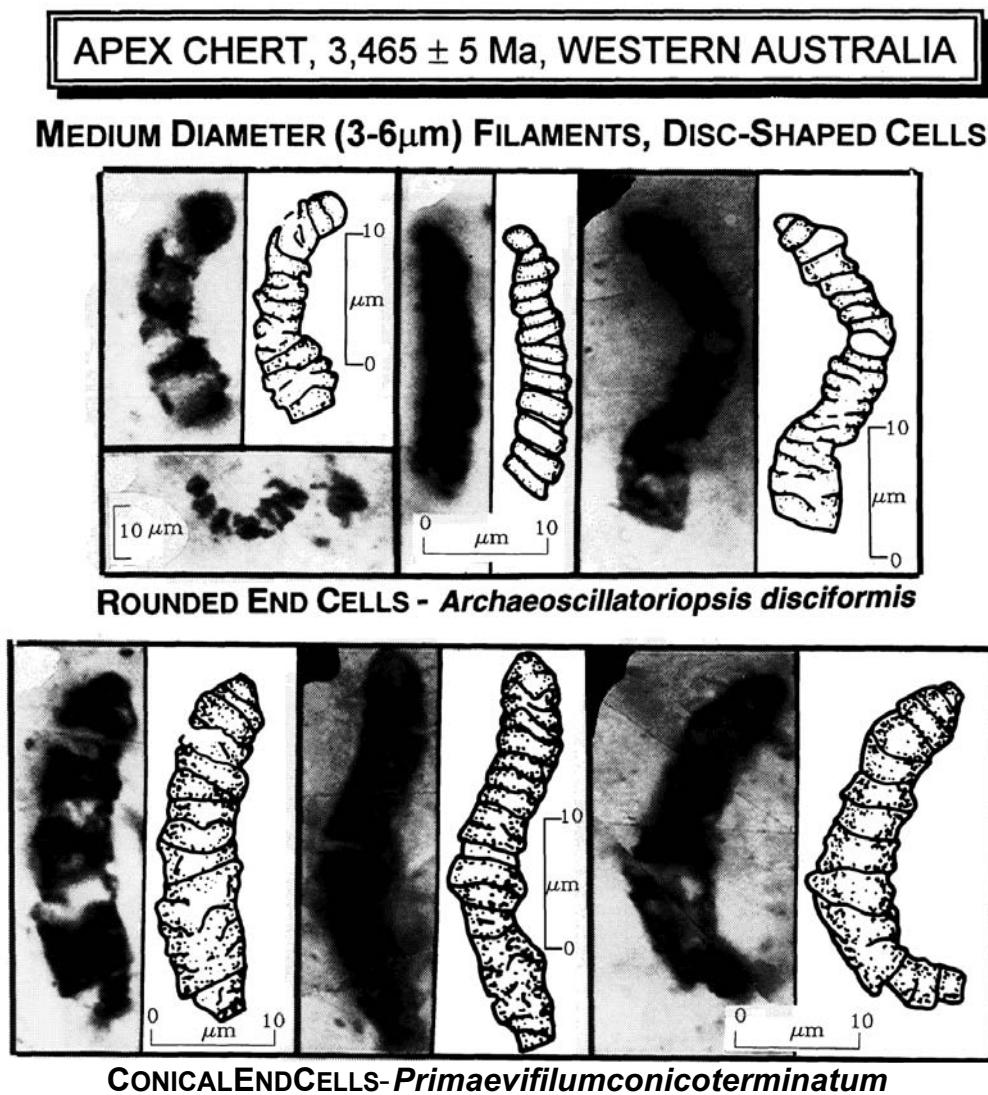 APEX CHERT, 3,465 ± 5 Ma, WESTERN AUSTRALIA
MEDIUM DIAMETER (3-6μm) FILAMENTS, DISC-SHAPED CELLS
10
μm
0
10 μm
0 10
μm
10
μm
0
ROUNDED END CELLS - Archaeoscillatoriopsis disciformis
0 10
μm
10
μm
0
0 10
μm
CONICALENDCELLS-Primaevifilumconicoterminatum